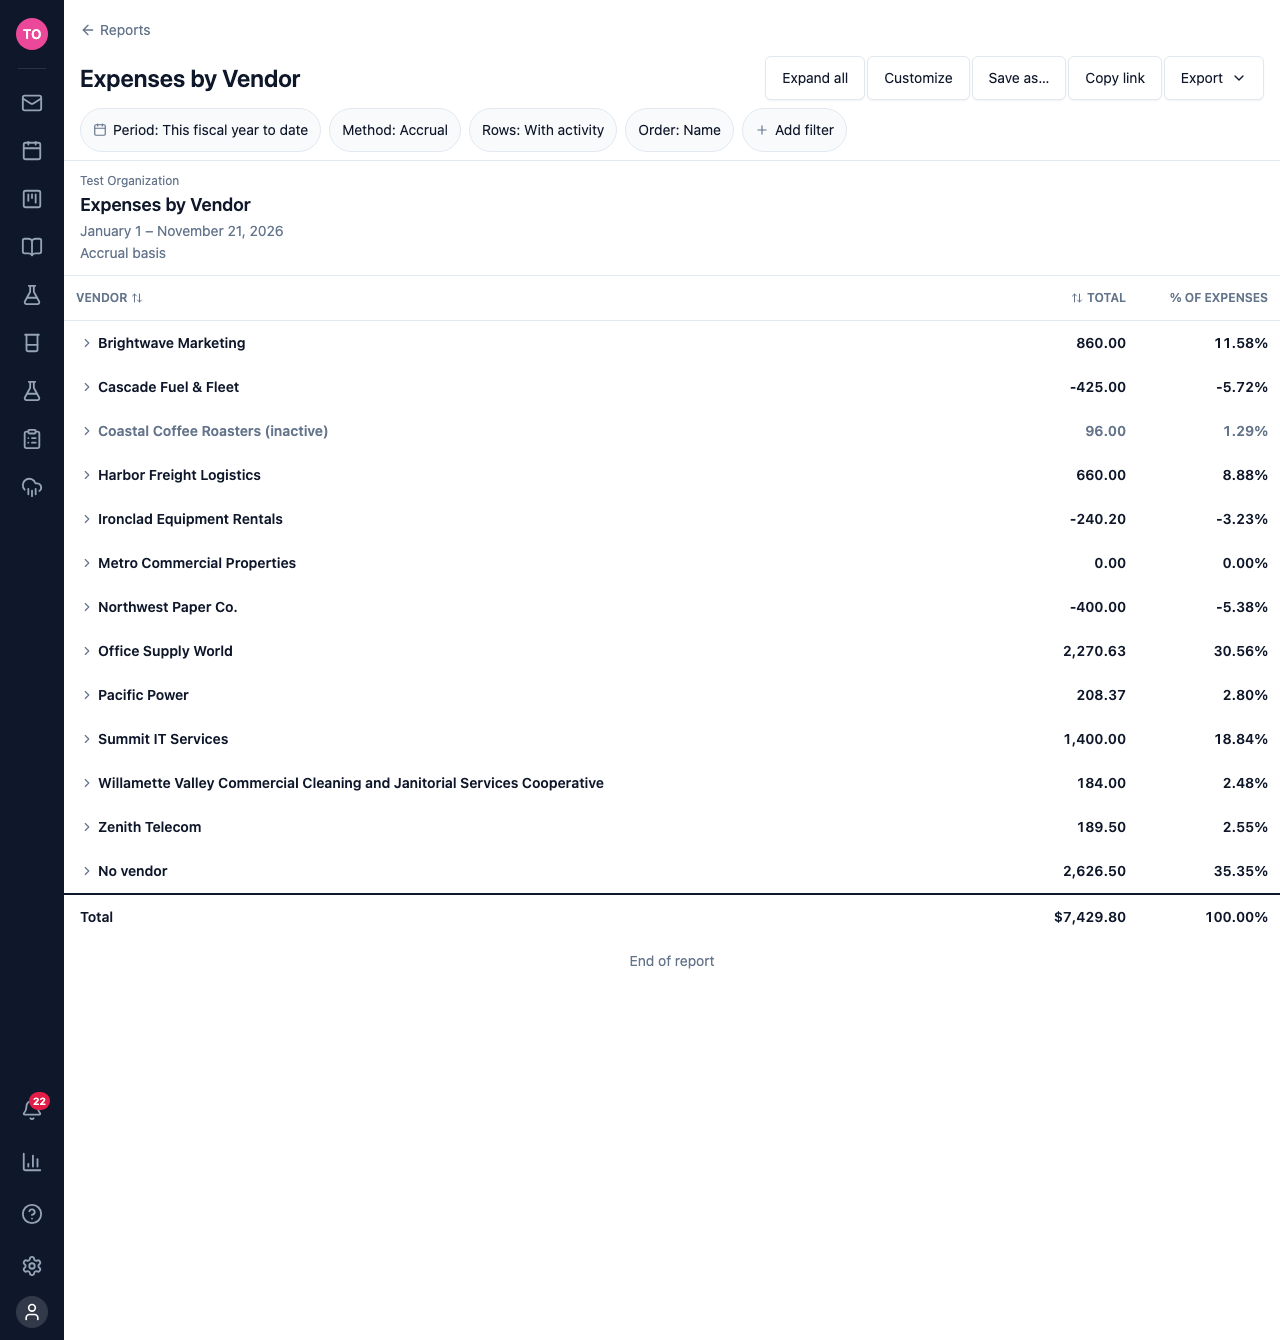 TO
Reports
Expenses by Vendor
Expand all
Customize
Save as...
Copy link
Export
Period: This fiscal year to date
Method: Accrual
Rows: With activity
Order: Name
Add filter
Test Organization
Expenses by Vendor
January 1 – November 21, 2026
Accrual basis
VENDOR TOTAL % OF EXPENSES
Brightwave Marketing 860.00 11.58%
Cascade Fuel & Fleet -425.00 -5.72%
Coastal Coffee Roasters (inactive) 96.00 1.29%
Harbor Freight Logistics 660.00 8.88%
Ironclad Equipment Rentals -240.20 -3.23%
Metro Commercial Properties 0.00 0.00%
Northwest Paper Co. -400.00 -5.38%
Office Supply World 2,270.63 30.56%
Pacific Power 208.37 2.80%
Summit IT Services 1,400.00 18.84%
Willamette Valley Commercial Cleaning and Janitorial Services Cooperative 184.00 2.48%
Zenith Telecom 189.50 2.55%
No vendor 2,626.50 35.35%
Total $7,429.80 100.00%
End of report
22